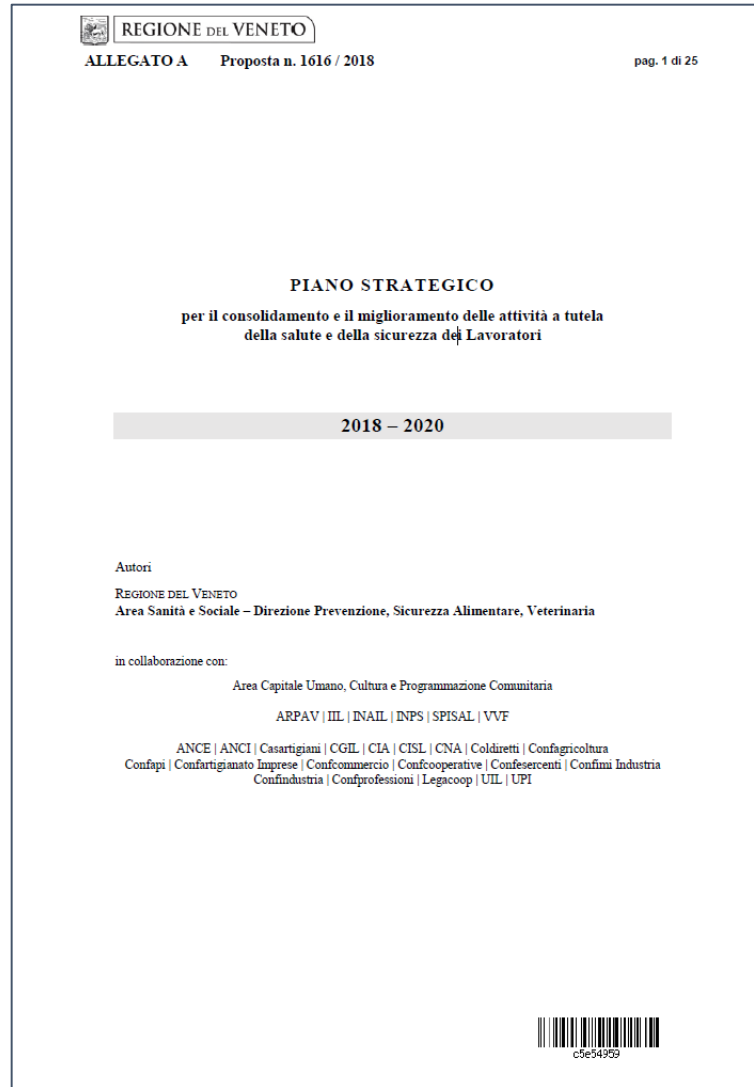 REGIONE DEL VENETO
ALLEGATO A Proposta n. 1616 / 2018 pag. 1 di 25
PIANO STRATEGICO
per il consolidamento e il miglioramento delle attività a tutela
della salute e della sicurezza dei Lavoratori
2018 – 2020
Autori
REGIONE DEL VENETO
Area Sanità e Sociale – Direzione Prevenzione, Sicurezza Alimentare, Veterinaria
in collaborazione con:
Area Capitale Umano, Cultura e Programmazione Comunitaria
ARPAV | IIL | INAIL | INPS | SPISAL | VVF
ANCE | ANCI | Casartigiani | CGIL | CIA | CISL | CNA | Coldiretti | Confagricoltura
Confapi | Confartigianato Imprese | Confcommercio | Confcooperative | Confesercenti | Confimi Industria
Confindustria | Confprofessioni | Legacoop | UIL | UPI
c5e54959